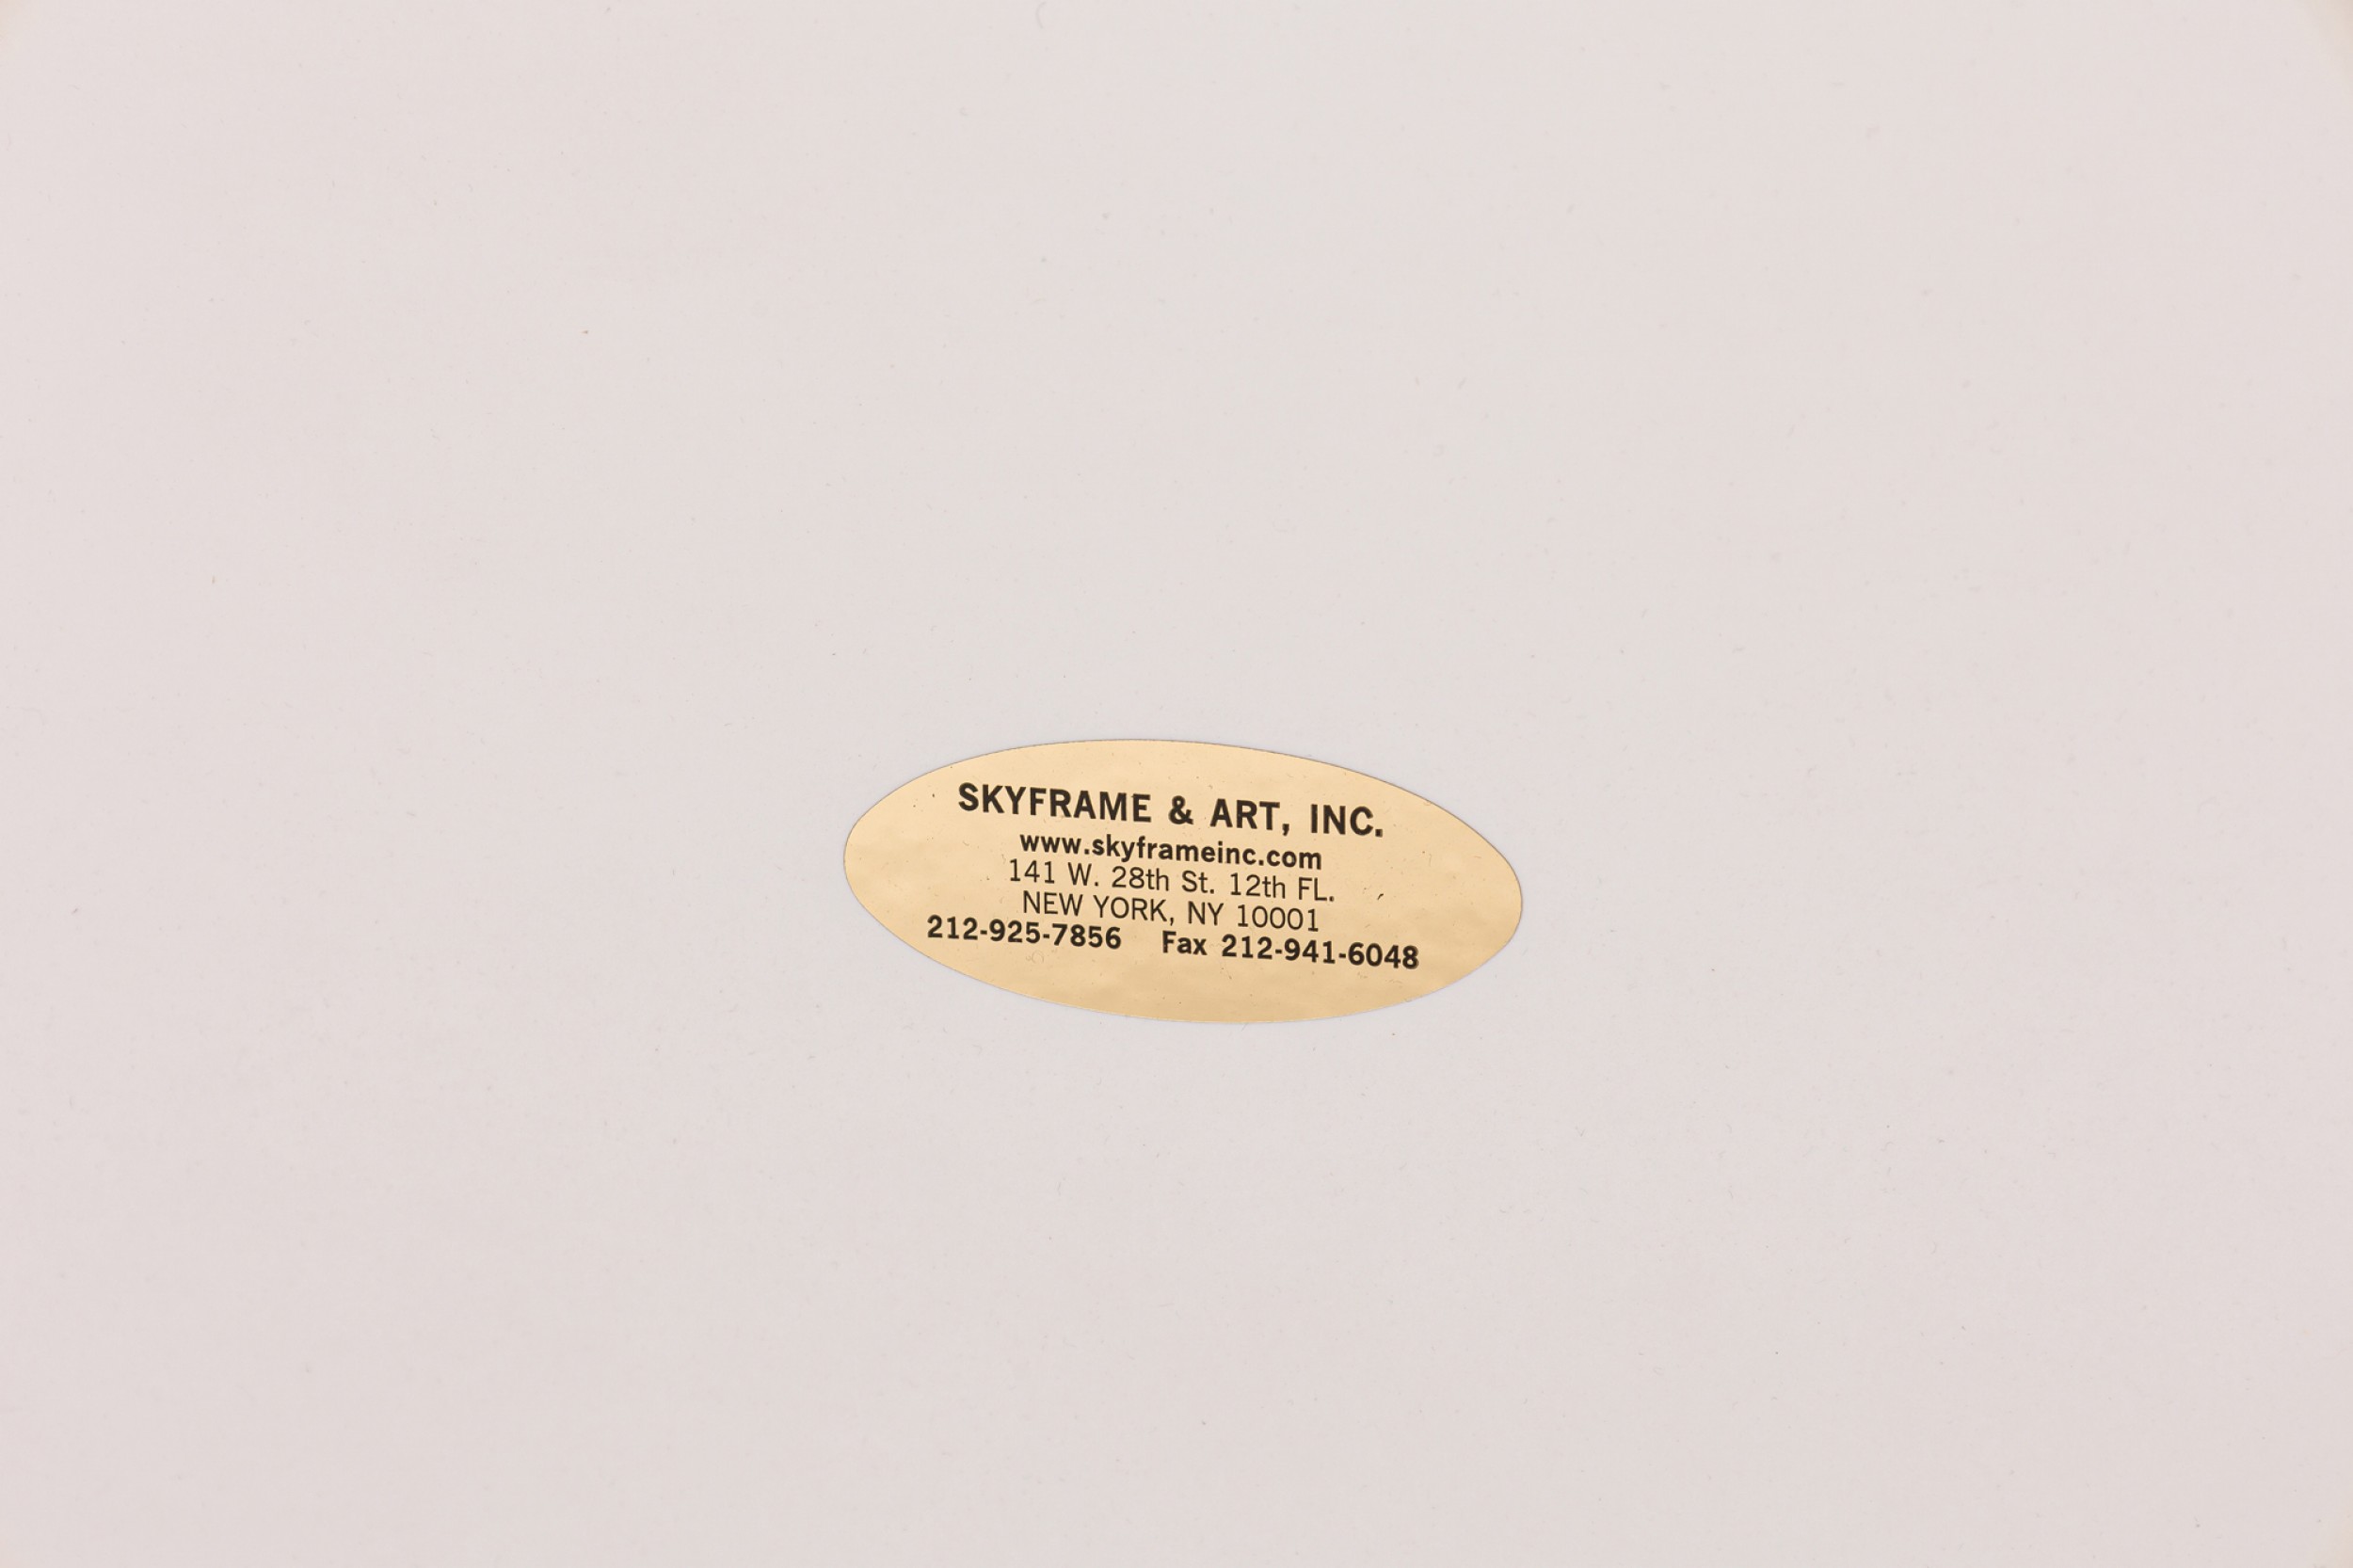 SKYFRAME & ART, INC.
www.skyframeinc.com
141 W. 28th St. 12th FL.
NEW YORK, NY 10001
212-925-7856 Fax 212-941-6048